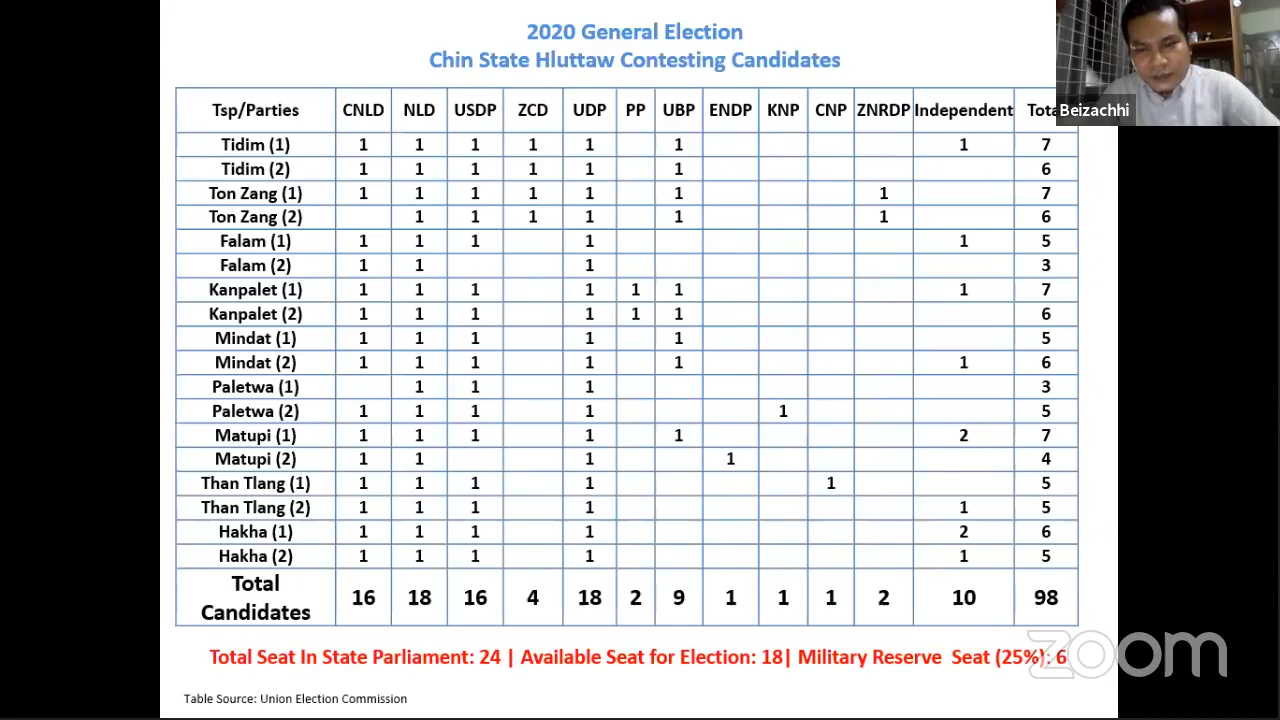 2020 General Election
Chin State Hluttaw Contesting Candidates
Beizachhi
Tsp/Parties CNLD NLD USDP ZCD UDP PP UBP ENDP KNP CNP ZNRDP Independent Total
Tidim (1) 1 1 1 1 1 1 1 7
Tidim (2) 1 1 1 1 1 1 6
Ton Zang (1) 1 1 1 1 1 1 1 7
Ton Zang (2) 1 1 1 1 1 1 6
Falam (1) 1 1 1 1 1 5
Falam (2) 1 1 1 3
Kanpalet (1) 1 1 1 1 1 1 1 7
Kanpalet (2) 1 1 1 1 1 1 6
Mindat (1) 1 1 1 1 1 5
Mindat (2) 1 1 1 1 1 1 6
Paletwa (1) 1 1 1 3
Paletwa (2) 1 1 1 1 1 5
Matupi (1) 1 1 1 1 1 2 7
Matupi (2) 1 1 1 1 4
Than Tlang (1) 1 1 1 1 1 5
Than Tlang (2) 1 1 1 1 1 5
Hakha (1) 1 1 1 1 2 6
Hakha (2) 1 1 1 1 1 5
Total
Candidates 16 18 16 4 18 2 9 1 1 1 2 10 98
Total Seat In State Parliament: 24 | Available Seat for Election: 18| Military Reserve Seat (25%): 6
zoom
Table Source: Union Election Commission